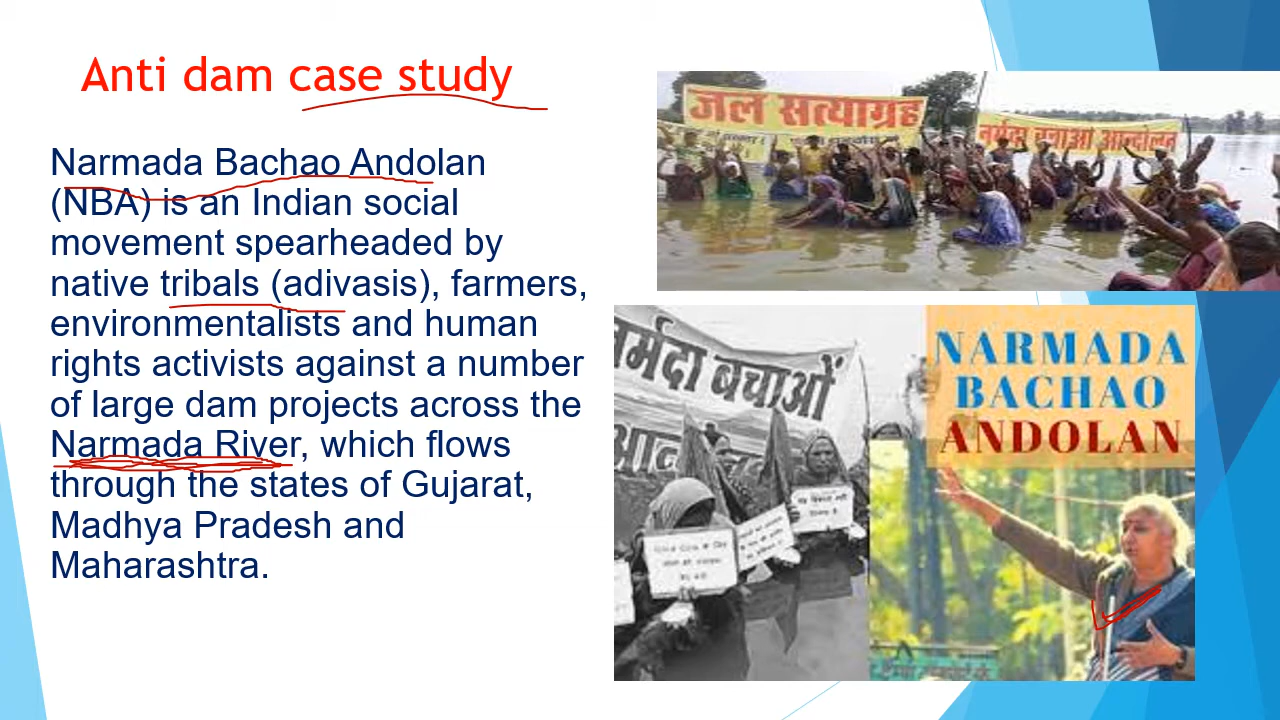 Anti dam case study
Narmada Bachao Andolan
(NBA) is an Indian social
movement spearheaded by
native tribals (adivasis), farmers,
environmentalists and human
rights activists against a number
of large dam projects across the
Narmada River, which flows
through the states of Gujarat,
Madhya Pradesh and
Maharashtra.
जल सत्याग्रह
नर्मदा बचाओ आन्दोलन
नर्मदा बचाओं
NARMADA
BACHAO
ANDOLAN